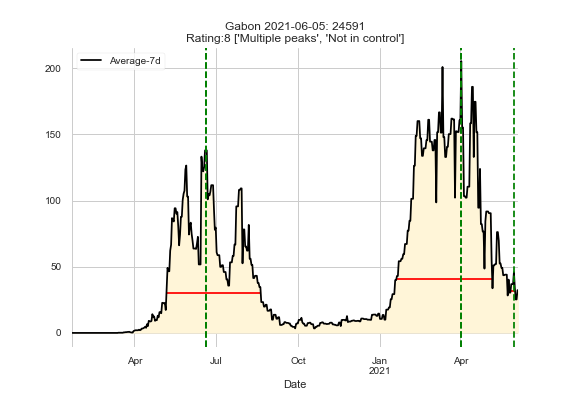 Gabon 2021-06-05: 24591
Rating:8 ['Multiple peaks', 'Not in control']
Average-7d
200
150
100
50
0
Apr Jul Oct Jan Apr
2021
Date